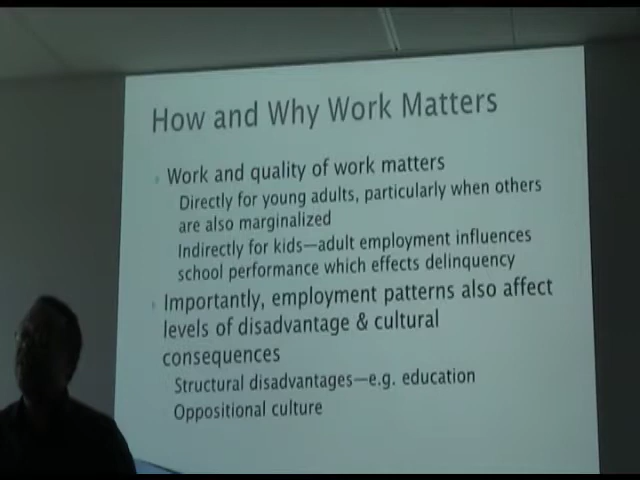 How and Why Work Matters
Work and quality of work matters
Directly for young adults, particularly when others
are also marginalized
Indirectly for kids—adult employment influences
school performance which effects delinquency
Importantly, employment patterns also affect
levels of disadvantage & cultural
consequences
Structural disadvantages—e.g. education
Oppositional culture